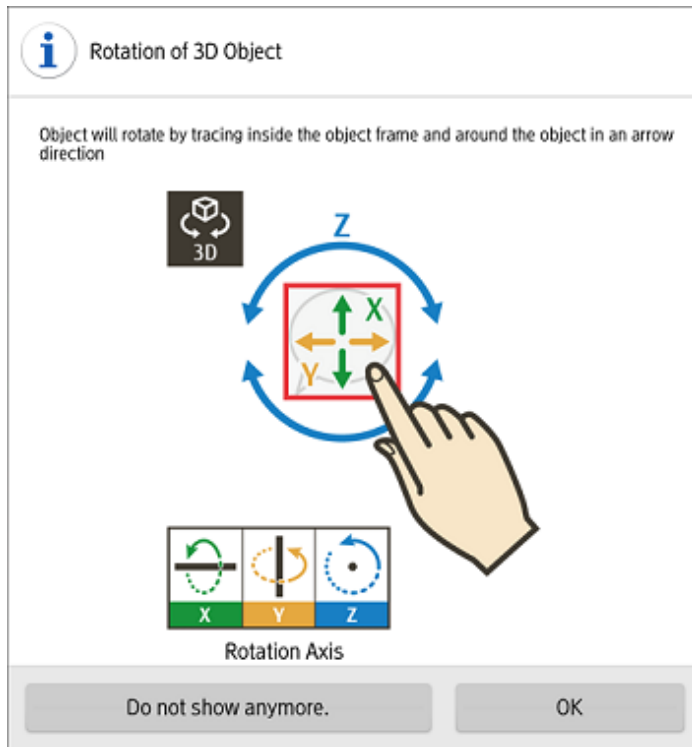 Rotation of 3D Object
Object will rotate by tracing inside the object frame and around the object in an arrow
direction
3D
Z
X
Y
X Y Z
Rotation Axis
Do not show anymore. OK